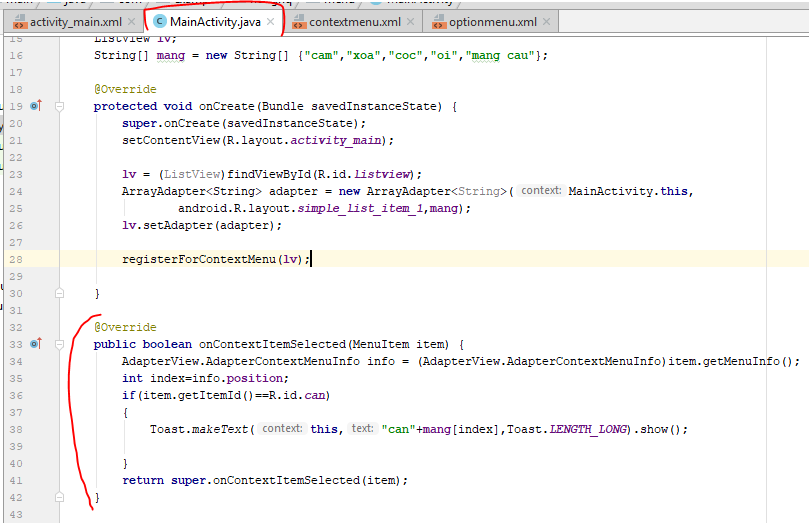 activity_main.xml MainActivity.java contextmenu.xml optionmenu.xml
15 ListView lv;
16 String[] mang = new String[] {"cam","xoa","coc","oi","mang cau"};
17
18 @Override
19 protected void onCreate(Bundle savedInstanceState) {
20 super.onCreate(savedInstanceState);
21 setContentView(R.layout.activity_main);
22
23 lv = (ListView)findViewById(R.id.listview);
24 ArrayAdapter<String> adapter = new ArrayAdapter<String>( context: MainActivity.this,
25 android.R.layout.simple_list_item_1,mang);
26 lv.setAdapter(adapter);
27
28 registerForContextMenu(lv);
29
30 }
31
32 @Override
33 public boolean onContextItemSelected(MenuItem item) {
34 AdapterView.AdapterContextMenuInfo info = (AdapterView.AdapterContextMenuInfo)item.getMenuInfo();
35 int index=info.position;
36 if(item.getItemId()==R.id.can)
37 {
38 Toast.makeText( context: this, text: "can"+mang[index],Toast.LENGTH_LONG).show();
39
40 }
41 return super.onContextItemSelected(item);
42 }
43